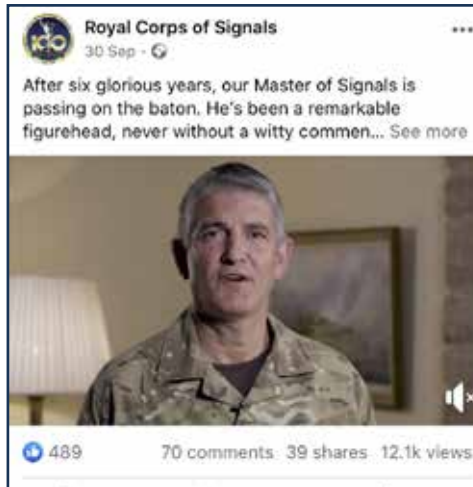 Royal Corps of Signals
30 Sep ·
After six glorious years, our Master of Signals is
passing on the baton. He's been a remarkable
figurehead, never without a witty commen... See more
489
70 comments 39 shares 12.1k views